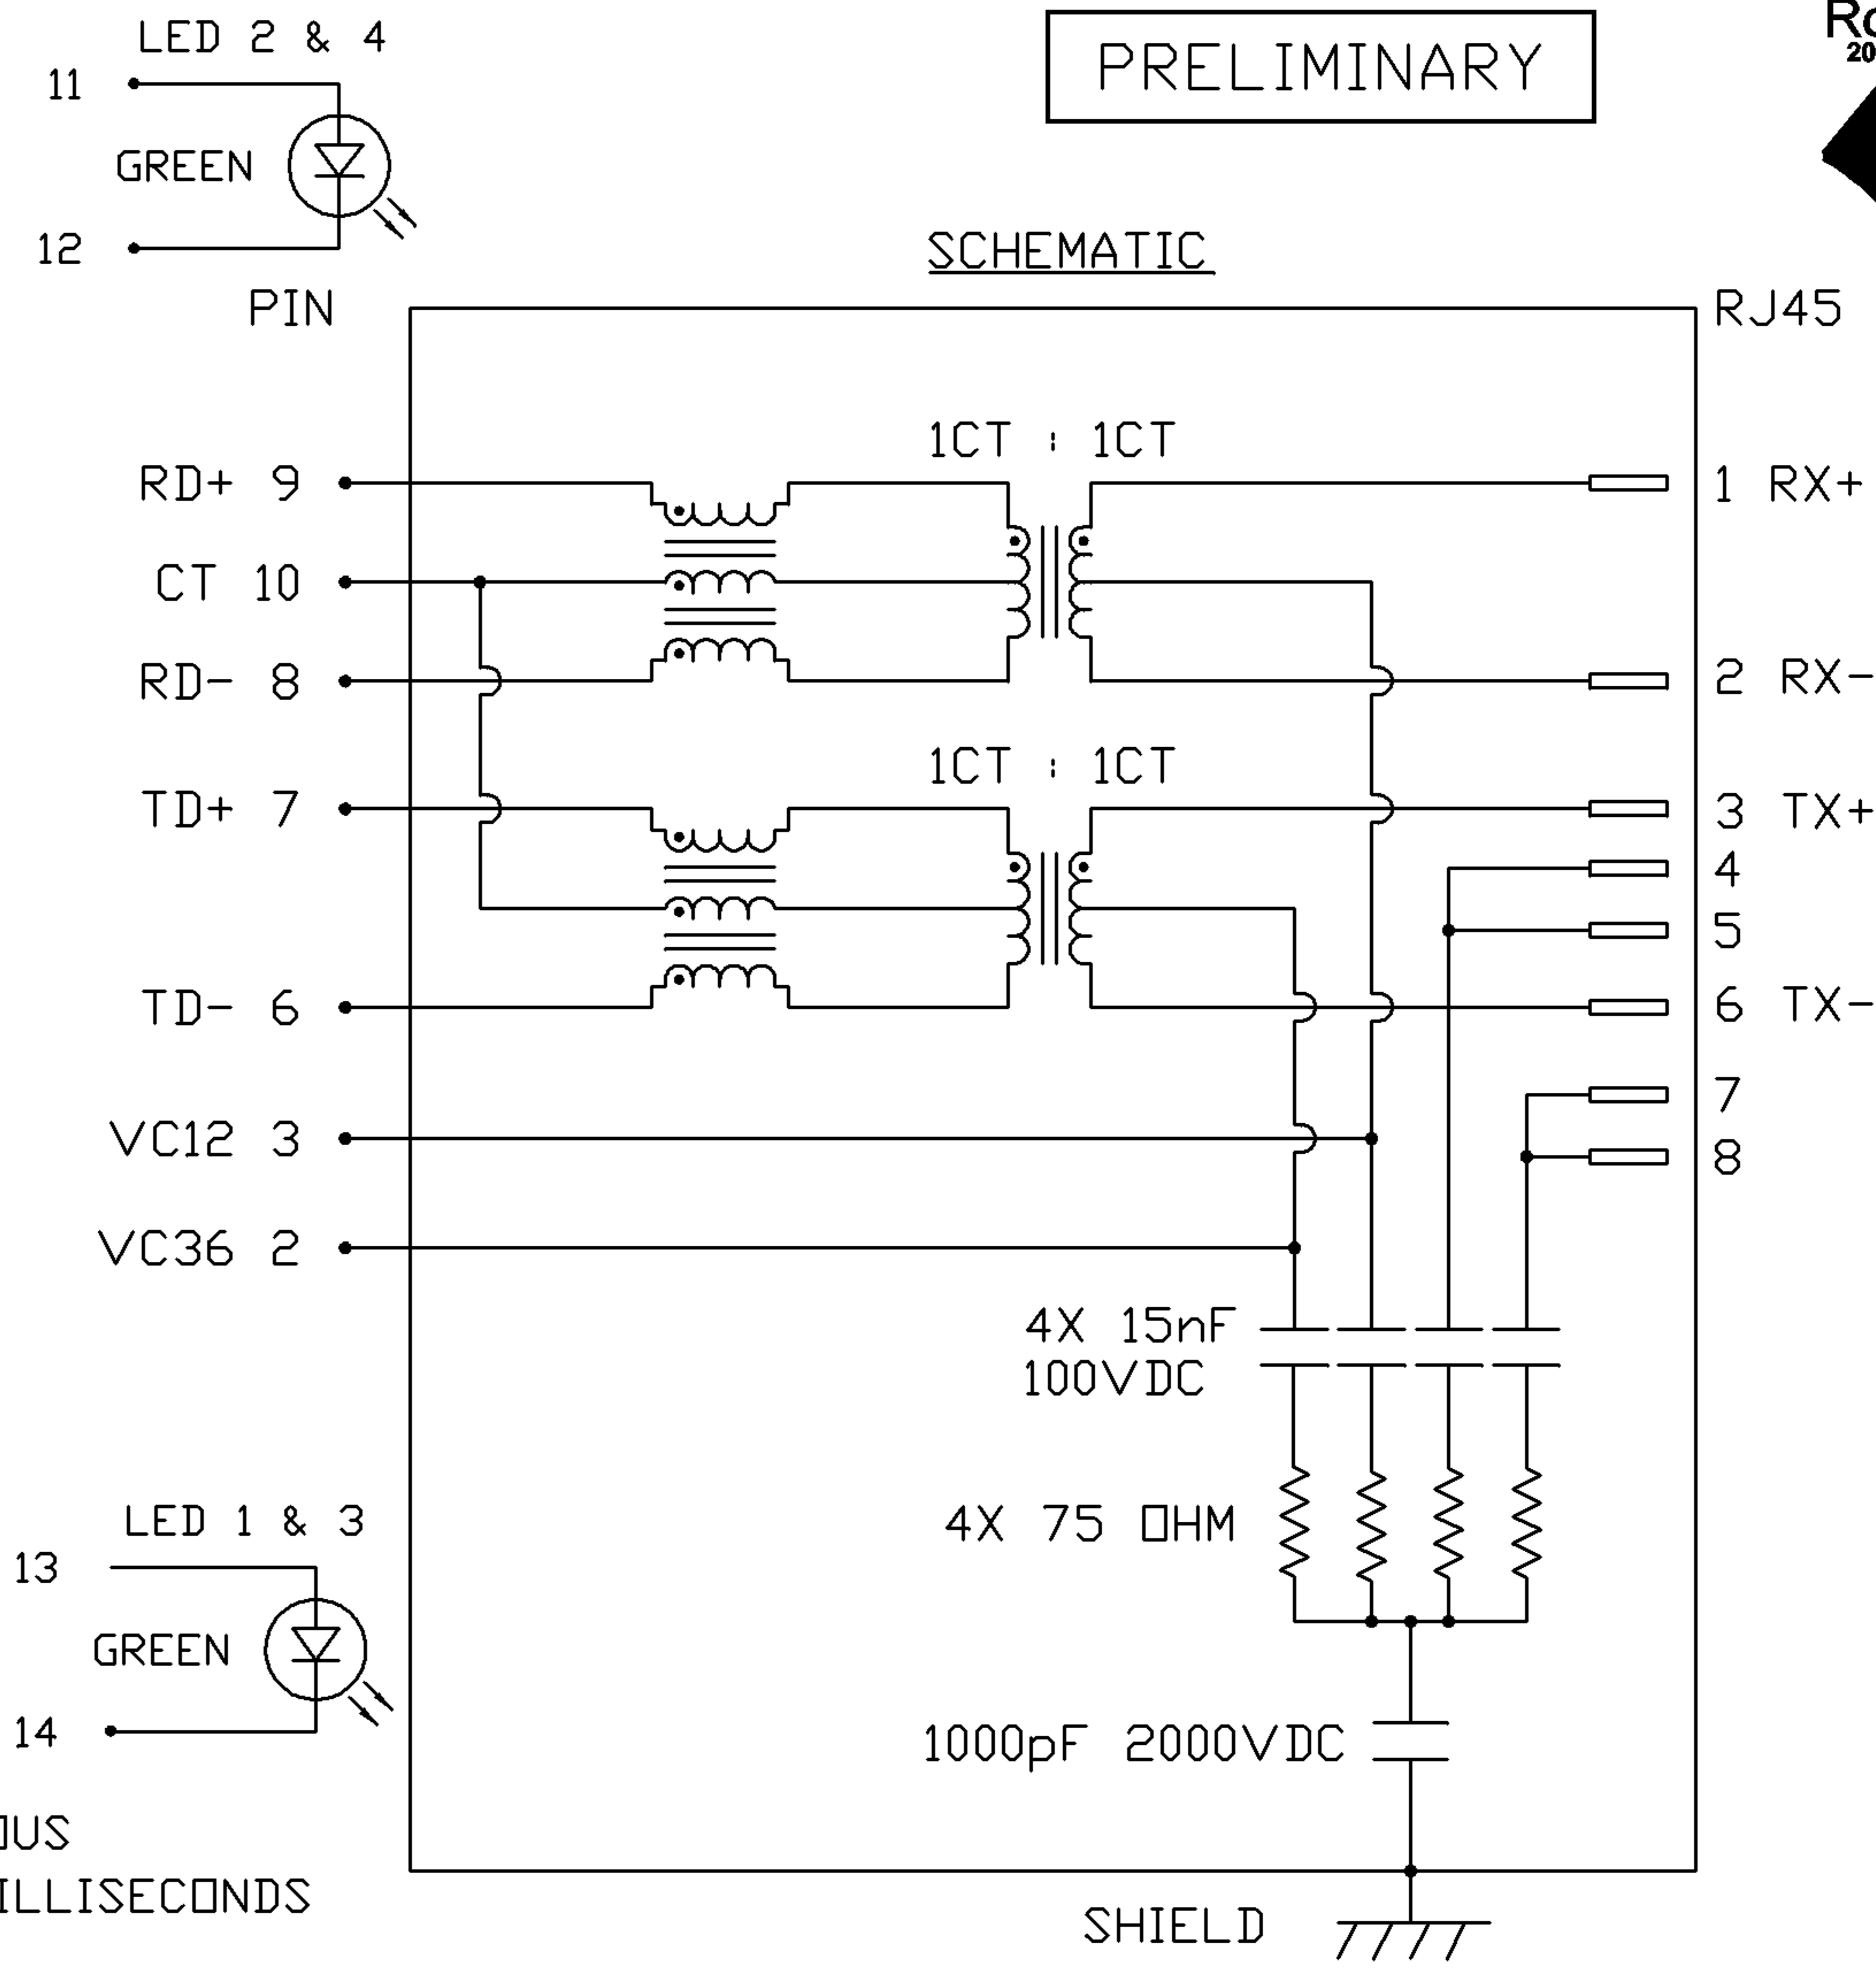 LED 2 & 4
11
GREEN
12
PRELIMINARY
20
SCHEMATIC
PIN
RJ45
1CT : 1CT
RD+ 9
1 RX+
CT 10
RD- 8
2 RX-
1CT : 1CT
TD+ 7
3 TX+
4
5
TD- 6
6 TX-
7
VC12 3
8
VC36 2
4X 15nF
100VDC
4X 75 OHM
LED 1 & 3
13
GREEN
14
1000pF 2000VDC
SHIELD